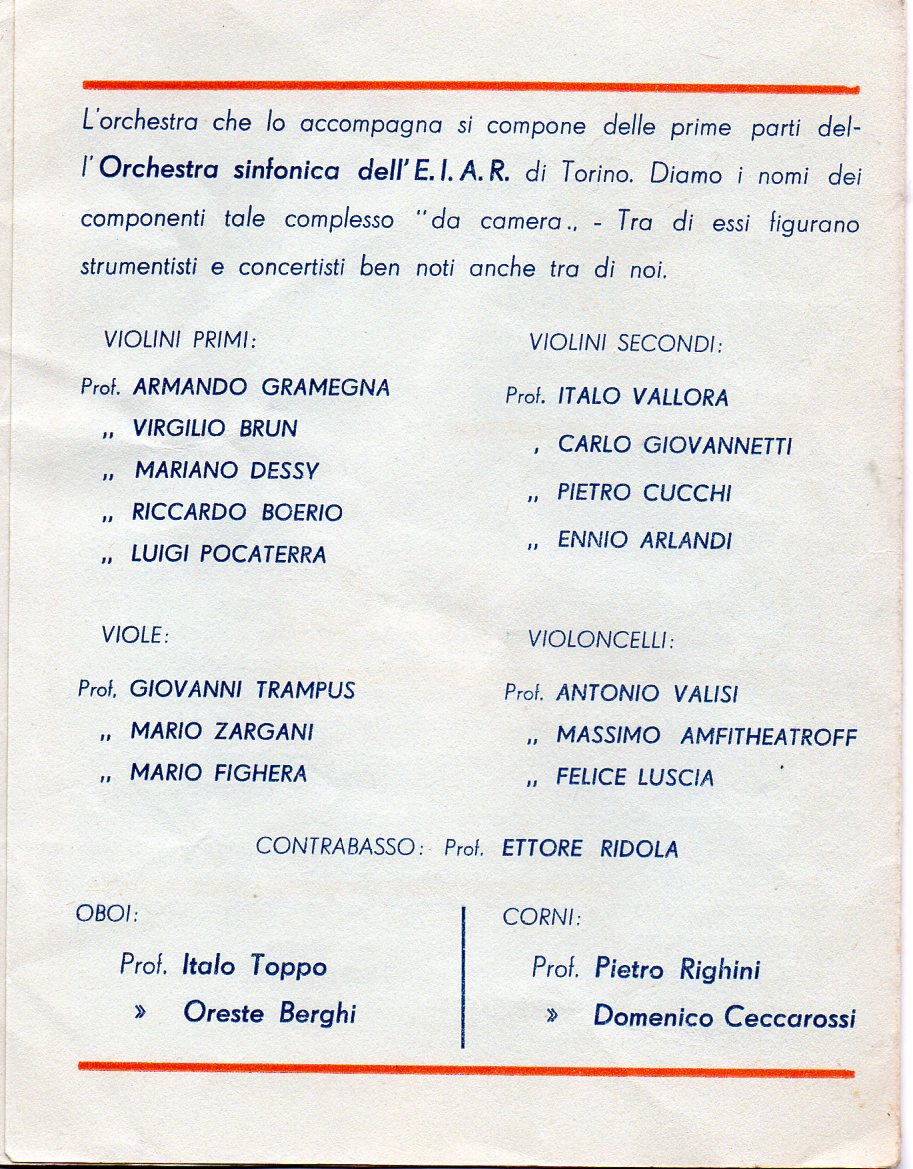 L'orchestra che lo accompagna si compone delle prime parti del-
l'Orchestra sinfonica dell'E.I.A.R. di Torino. Diamo i nomi dei
componenti tale complesso "da camera„ - Tra di essi figurano
strumentisti e concertisti ben noti anche tra di noi.
VIOLINI PRIMI:
Prof. ARMANDO GRAMEGNA
„ VIRGILIO BRUN
„ MARIANO DESSY
„ RICCARDO BOERIO
„ LUIGI POCATERRA
VIOLINI SECONDI:
Prof. ITALO VALLORA
, CARLO GIOVANNETTI
„ PIETRO CUCCHI
„ ENNIO ARLANDI
VIOLE:
Prof. GIOVANNI TRAMPUS
„ MARIO ZARGANI
„ MARIO FIGHERA
VIOLONCELLI:
Prof. ANTONIO VALISI
„ MASSIMO AMFITHEATROFF
„ FELICE LUSCIA
CONTRABASSO: Prof. ETTORE RIDOLA
OBOI:
Prof. Italo Toppo
» Oreste Berghi
CORNI:
Prof. Pietro Righini
» Domenico Ceccarossi